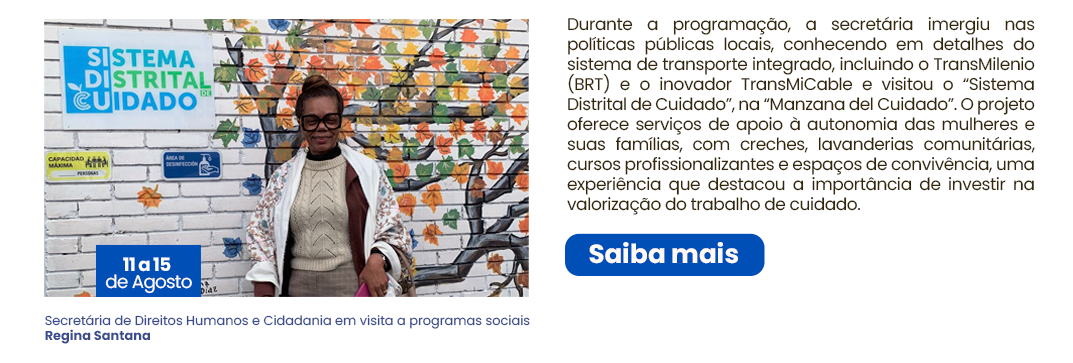 SISTEMA
DISTRITAL
DE
CUIDADO
CAPACIDAD
MÁXIMA
PERSONAS
ÁREA DE
DESINFECCIÓN
11 a 15
de Agosto
Secretária de Direitos Humanos e Cidadania em visita a programas sociais
Regina Santana
Durante a programação, a secretária imergiu nas
políticas públicas locais, conhecendo em detalhes do
sistema de transporte integrado, incluindo o TransMilenio
(BRT) e o inovador TransMiCable e visitou o “Sistema
Distrital de Cuidado”, na “Manzana del Cuidado”. O projeto
oferece serviços de apoio à autonomia das mulheres e
suas famílias, com creches, lavanderias comunitárias,
cursos profissionalizantes e espaços de convivência, uma
experiência que destacou a importância de investir na
valorização do trabalho de cuidado.
Saiba mais